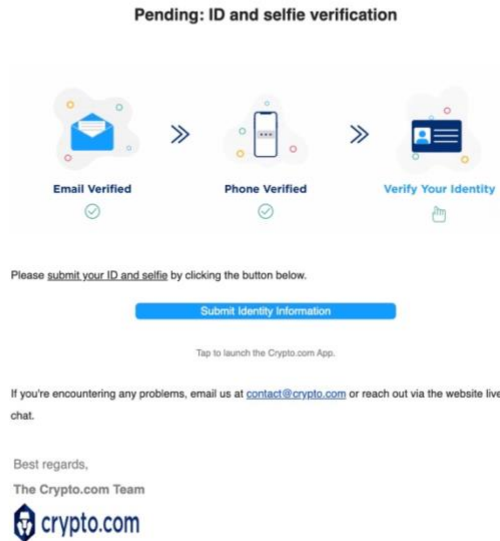 Pending: ID and selfie verification
Email Verified
Phone Verified
Verify Your Identity
Please submit your ID and selfie by clicking the button below.
Submit Identity Information
Tap to launch the Crypto.com App.
If you're encountering any problems, email us at contact@crypto.com or reach out via the website live
chat.
Best regards,
The Crypto.com Team
crypto.com